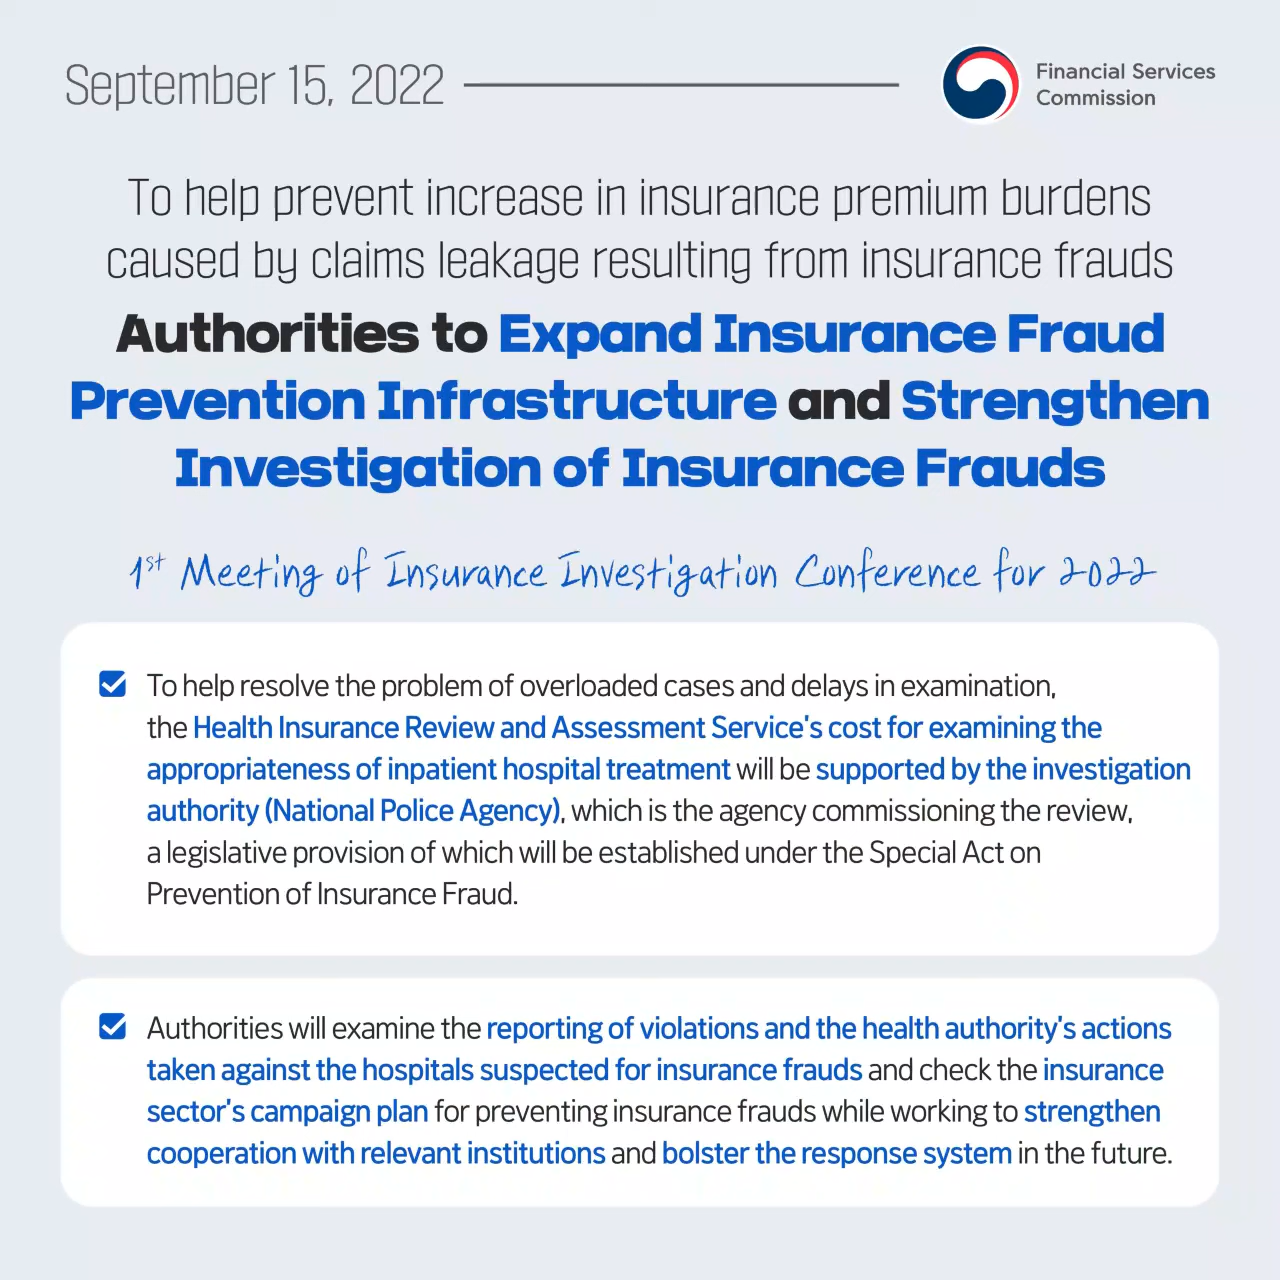 September 15, 2022
Financial Services
Commission
To help prevent increase in insurance premium burdens
caused by claims leakage resulting from insurance frauds
Authorities to Expand Insurance Fraud
Prevention Infrastructure and Strengthen
Investigation of Insurance Frauds
1st Meeting of Insurance Investigation Conference for 2022
To help resolve the problem of overloaded cases and delays in examination,
the Health Insurance Review and Assessment Service's cost for examining the
appropriateness of inpatient hospital treatment will be supported by the investigation
authority (National Police Agency), which is the agency commissioning the review,
a legislative provision of which will be established under the Special Act on
Prevention of Insurance Fraud.
Authorities will examine the reporting of violations and the health authority's actions
taken against the hospitals suspected for insurance frauds and check the insurance
sector's campaign plan for preventing insurance frauds while working to strengthen
cooperation with relevant institutions and bolster the response system in the future.